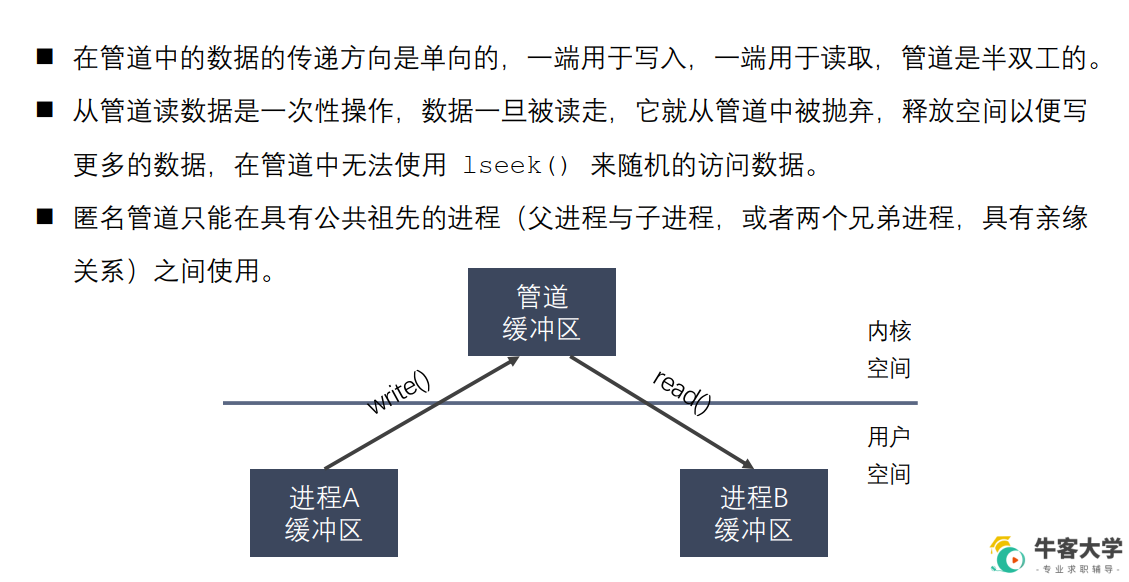 ■ 在管道中的数据的传递方向是单向的，一端用于写入，一端用于读取，管道是半双工的。
■ 从管道读数据是一次性操作，数据一旦被读走，它就从管道中被抛弃，释放空间以便写
更多的数据，在管道中无法使用 lseek() 来随机的访问数据。
■ 匿名管道只能在具有公共祖先的进程（父进程与子进程，或者两个兄弟进程，具有亲缘
关系）之间使用。
管道
缓冲区
内核
空间
write()
read()
用户
空间
进程A
缓冲区
进程B
缓冲区
牛客大学
-专业求职辅导-